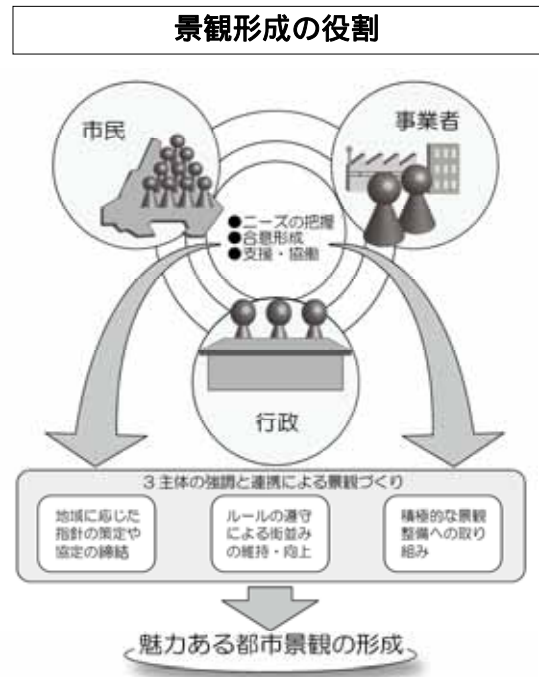 景観形成の役割
市民
事業者
●ニーズの把握
●合意形成
●支援・協働
行政
3主体の強調と連携による景観づくり
地域に応じた
指針の策定や
協定の締結
ルールの遵守
による街並み
の維持・向上
積極的な景観
整備への取り
組み
魅力ある都市景観の形成